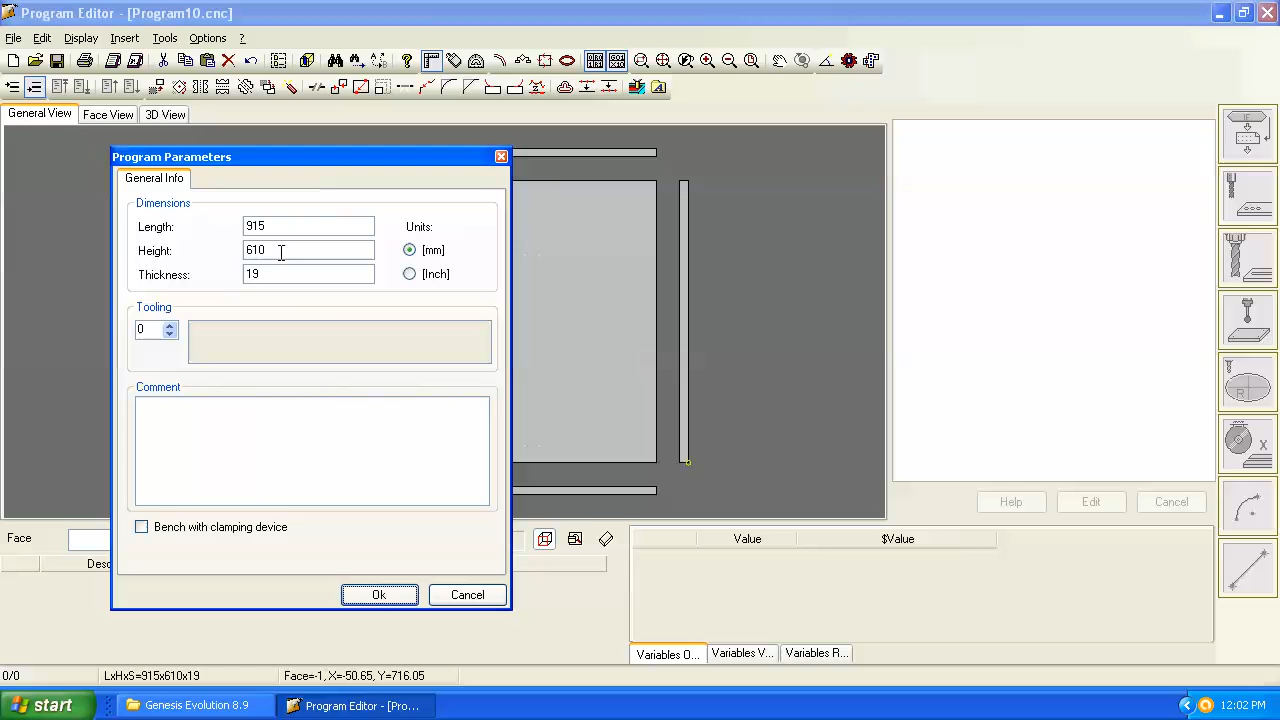 Program Editor - [Program10.cnc]
File Edit Display Insert Tools Options ?
General View Face View 3D View
Program Parameters
General Info
Dimensions
Length: 915 Units:
Height: 610 [mm]
Thickness: 19 [Inch]
Tooling
0
Comment
Bench with clamping device
Ok Cancel
IF
R
X
Help Edit Cancel
Face
Desc
Value $Value
Variables O... Variables V... Variables R...
0/0 LxHxS=915x610x19 Face=-1, X=-50.65, Y=716.05
start Genesis Evolution 8.9 Program Editor - [Pro... 12:02 PM